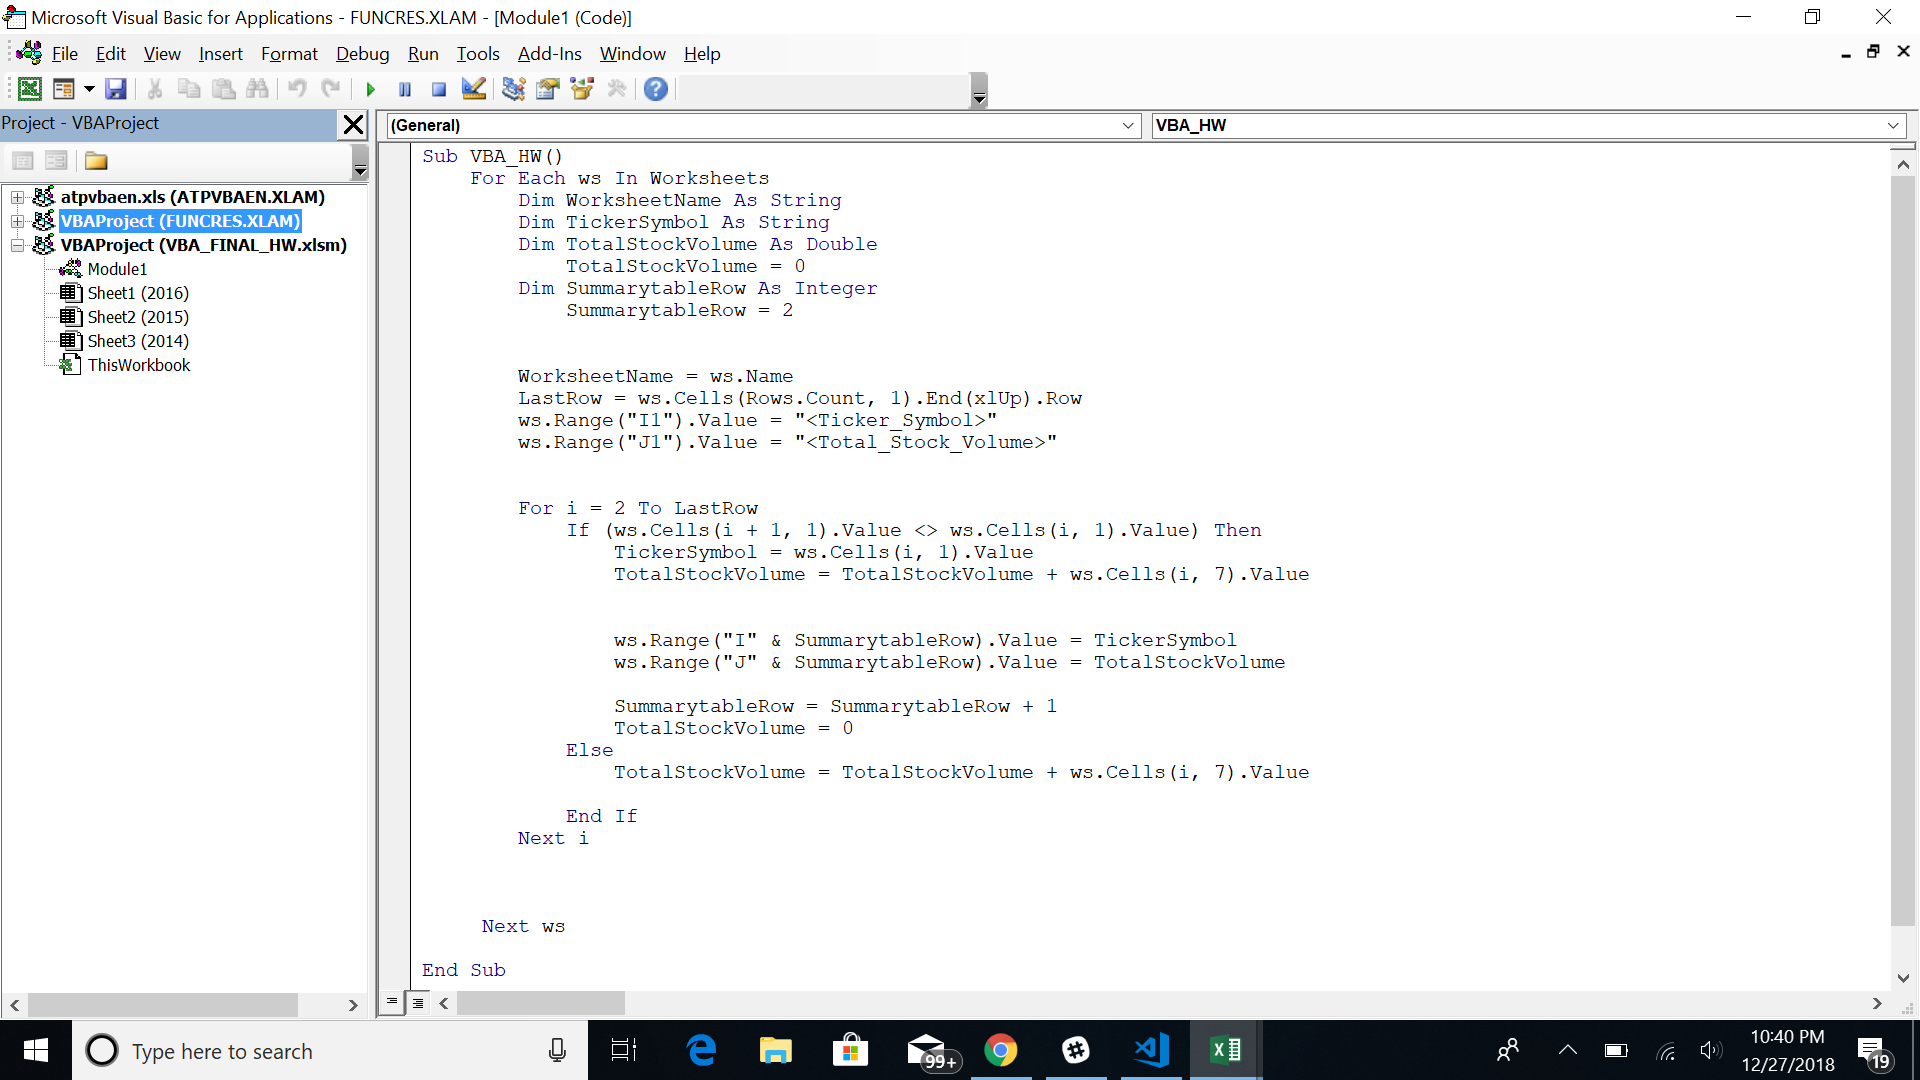 Microsoft Visual Basic for Applications - FUNCRES.XLAM - [Module1 (Code)]
File Edit View Insert Format Debug Run Tools Add-Ins Window Help
Project - VBAProject
(General)
VBA_HW
atpvbaen.xls (ATPVBAEN.XLAM)
VBAProject (FUNCRES.XLAM)
VBAProject (VBA_FINAL_HW.xlsm)
Module1
Sheet1 (2016)
Sheet2 (2015)
Sheet3 (2014)
ThisWorkbook
Sub VBA_HW()
    For Each ws In Worksheets
        Dim WorksheetName As String
        Dim TickerSymbol As String
        Dim TotalStockVolume As Double
            TotalStockVolume = 0
        Dim SummarytableRow As Integer
            SummarytableRow = 2
        WorksheetName = ws.Name
        LastRow = ws.Cells(Rows.Count, 1).End(xlUp).Row
        ws.Range("I1").Value = "<Ticker_Symbol>"
        ws.Range("J1").Value = "<Total_Stock_Volume>"
        For i = 2 To LastRow
            If (ws.Cells(i + 1, 1).Value <> ws.Cells(i, 1).Value) Then
                TickerSymbol = ws.Cells(i, 1).Value
                TotalStockVolume = TotalStockVolume + ws.Cells(i, 7).Value
                ws.Range("I" & SummarytableRow).Value = TickerSymbol
                ws.Range("J" & SummarytableRow).Value = TotalStockVolume
                SummarytableRow = SummarytableRow + 1
                TotalStockVolume = 0
            Else
                TotalStockVolume = TotalStockVolume + ws.Cells(i, 7).Value
            End If
        Next i
     Next ws
End Sub
Type here to search
99+
10:40 PM
12/27/2018
19